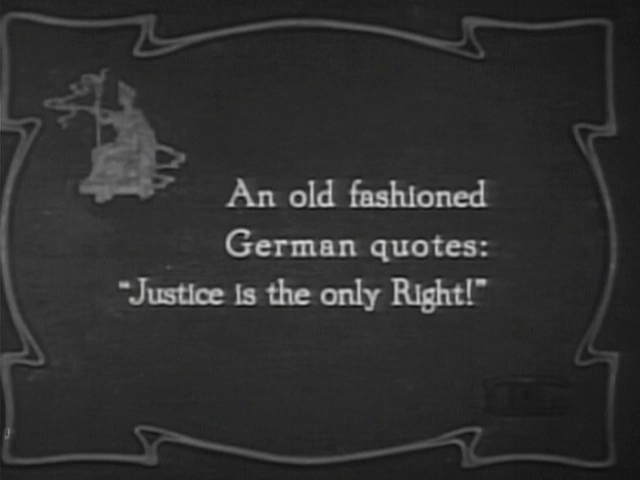 An old fashioned
German quotes:
"Justice is the only Right!"